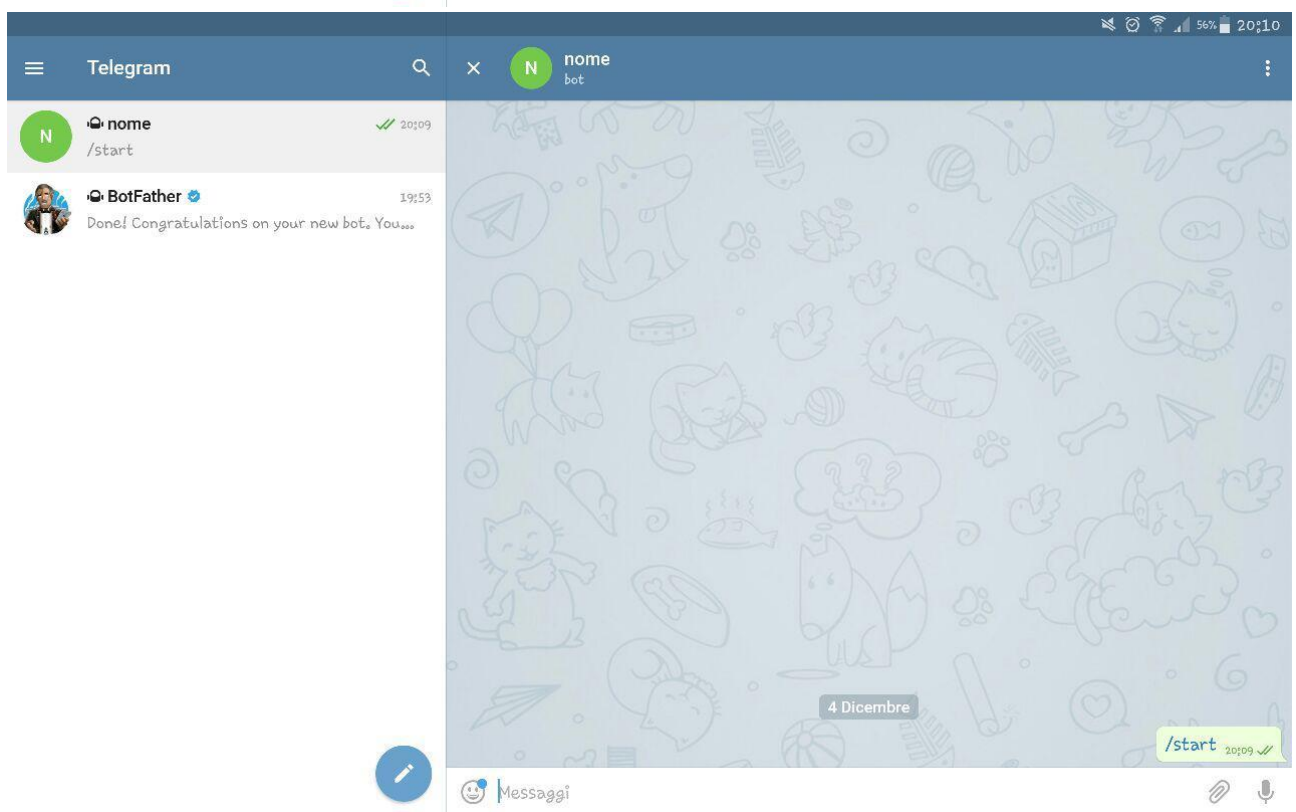 56% 20:10
Telegram
N nome
bot
N nome 20:09
/start
BotFather 19:53
Done! Congratulations on your new bot. You...
???
4 Dicembre
/start 20:09
Messaggi